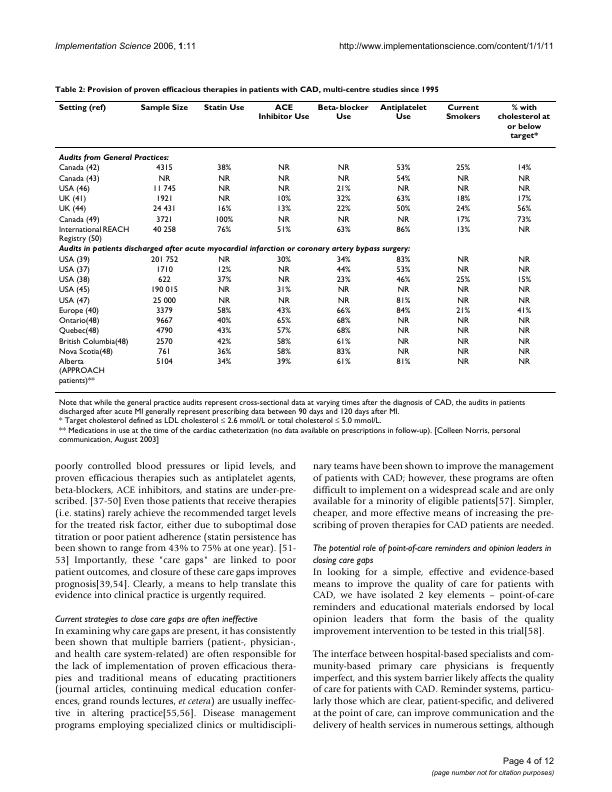 Implementation Science 2006, 1:11
http://www.implementationscience.com/content/1/1/11
Table 2: Provision of proven efficacious therapies in patients with CAD, multi-centre studies since 1995
Setting (ref) Sample Size Statin Use ACE Inhibitor Use Beta-blocker Use Antiplatelet Use Current Smokers % with cholesterol at or below target*
Audits from General Practices:
Canada (42) 4315 38% NR NR 53% 25% 14%
Canada (43) NR NR NR NR 54% NR NR
USA (46) 11 745 NR NR 21% NR NR NR
UK (41) 1921 NR 10% 32% 63% 18% 17%
UK (44) 24 431 16% 13% 22% 50% 24% 56%
Canada (49) 3721 100% NR NR NR 17% 73%
International REACH Registry (50) 40 258 76% 51% 63% 86% 13% NR
Audits in patients discharged after acute myocardial infarction or coronary artery bypass surgery:
USA (39) 201 752 NR 30% 34% 83% NR NR
USA (37) 1710 12% NR 44% 53% NR NR
USA (38) 622 37% NR 23% 46% 25% 15%
USA (45) 190 015 NR 31% NR NR NR NR
USA (47) 25 000 NR NR NR 81% NR NR
Europe (40) 3379 58% 43% 66% 84% 21% 41%
Ontario(48) 9667 40% 65% 68% NR NR NR
Quebec(48) 4790 43% 57% 68% NR NR NR
British Columbia(48) 2570 42% 58% 61% NR NR NR
Nova Scotia(48) 761 36% 58% 83% NR NR NR
Alberta (APPROACH patients)** 5104 34% 39% 61% 81% NR NR
Note that while the general practice audits represent cross-sectional data at varying times after the diagnosis of CAD, the audits in patients
discharged after acute MI generally represent prescribing data between 90 days and 120 days after MI.
* Target cholesterol defined as LDL cholesterol ≤ 2.6 mmol/L or total cholesterol ≤ 5.0 mmol/L.
** Medications in use at the time of the cardiac catheterization (no data available on prescriptions in follow-up). [Colleen Norris, personal
communication, August 2003]
poorly controlled blood pressures or lipid levels, and
proven efficacious therapies such as antiplatelet agents,
beta-blockers, ACE inhibitors, and statins are under-pre-
scribed. [37-50] Even those patients that receive therapies
(i.e. statins) rarely achieve the recommended target levels
for the treated risk factor, either due to suboptimal dose
titration or poor patient adherence (statin persistence has
been shown to range from 43% to 75% at one year). [51-
53] Importantly, these "care gaps" are linked to poor
patient outcomes, and closure of these care gaps improves
prognosis[39,54]. Clearly, a means to help translate this
evidence into clinical practice is urgently required.
Current strategies to close care gaps are often ineffective
In examining why care gaps are present, it has consistently
been shown that multiple barriers (patient-, physician-,
and health care system-related) are often responsible for
the lack of implementation of proven efficacious thera-
pies and traditional means of educating practitioners
(journal articles, continuing medical education confer-
ences, grand rounds lectures, et cetera) are usually ineffec-
tive in altering practice[55,56]. Disease management
programs employing specialized clinics or multidiscipli-
nary teams have been shown to improve the management
of patients with CAD; however, these programs are often
difficult to implement on a widespread scale and are only
available for a minority of eligible patients[57]. Simpler,
cheaper, and more effective means of increasing the pre-
scribing of proven therapies for CAD patients are needed.
The potential role of point-of-care reminders and opinion leaders in
closing care gaps
In looking for a simple, effective and evidence-based
means to improve the quality of care for patients with
CAD, we have isolated 2 key elements – point-of-care
reminders and educational materials endorsed by local
opinion leaders that form the basis of the quality
improvement intervention to be tested in this trial[58].
The interface between hospital-based specialists and com-
munity-based primary care physicians is frequently
imperfect, and this system barrier likely affects the quality
of care for patients with CAD. Reminder systems, particu-
larly those which are clear, patient-specific, and delivered
at the point of care, can improve communication and the
delivery of health services in numerous settings, although
Page 4 of 12
(page number not for citation purposes)